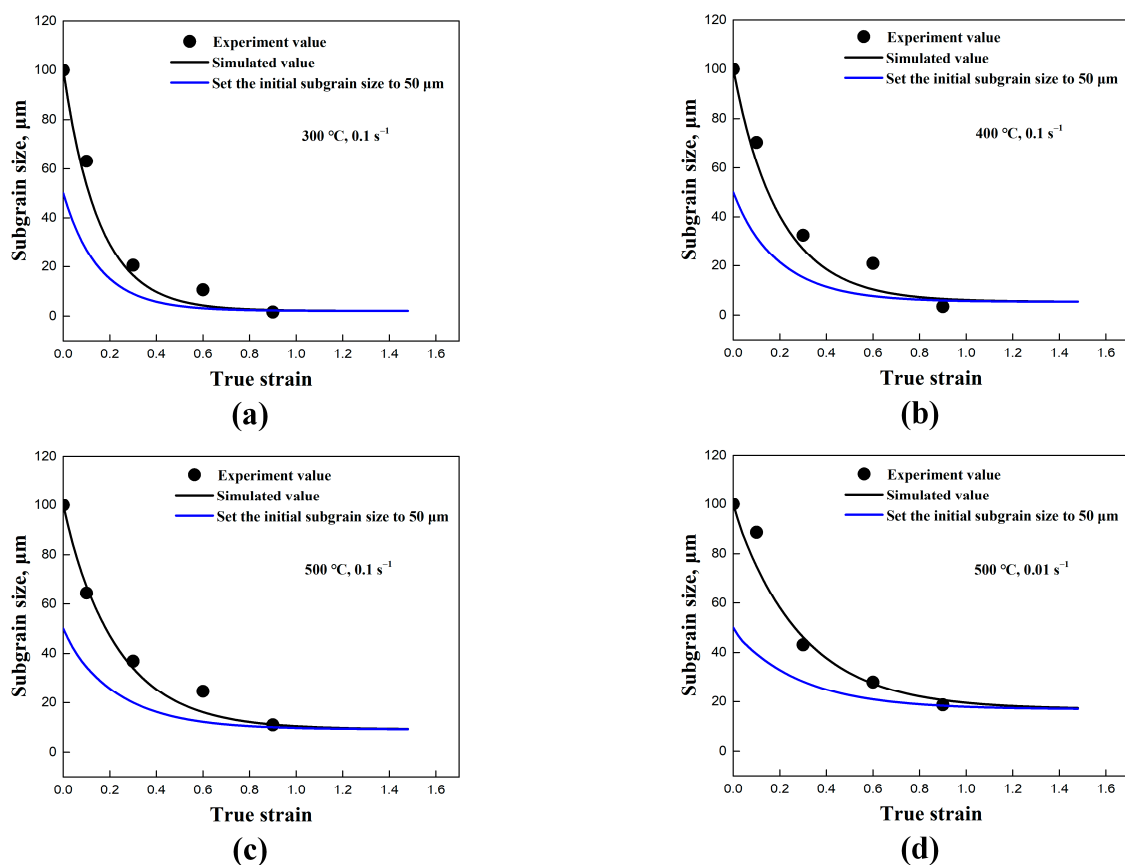 120
100
80
60
40
20
0
Subgrain size, μm
Experiment value
Simulated value
Set the initial subgrain size to 50 μm
300 °C, 0.1 s⁻¹
0.0 0.2 0.4 0.6 0.8 1.0 1.2 1.4 1.6
True strain
(a)
120
100
80
60
40
20
0
Subgrain size, μm
Experiment value
Simulated value
Set the initial subgrain size to 50 μm
400 °C, 0.1 s⁻¹
0.0 0.2 0.4 0.6 0.8 1.0 1.2 1.4 1.6
True strain
(b)
120
100
80
60
40
20
0
Subgrain size, μm
Experiment value
Simulated value
Set the initial subgrain size to 50 μm
500 °C, 0.1 s⁻¹
0.0 0.2 0.4 0.6 0.8 1.0 1.2 1.4 1.6
True strain
(c)
120
100
80
60
40
20
0
Subgrain size, μm
Experiment value
Simulated value
Set the initial subgrain size to 50 μm
500 °C, 0.01 s⁻¹
0.0 0.2 0.4 0.6 0.8 1.0 1.2 1.4 1.6
True strain
(d)